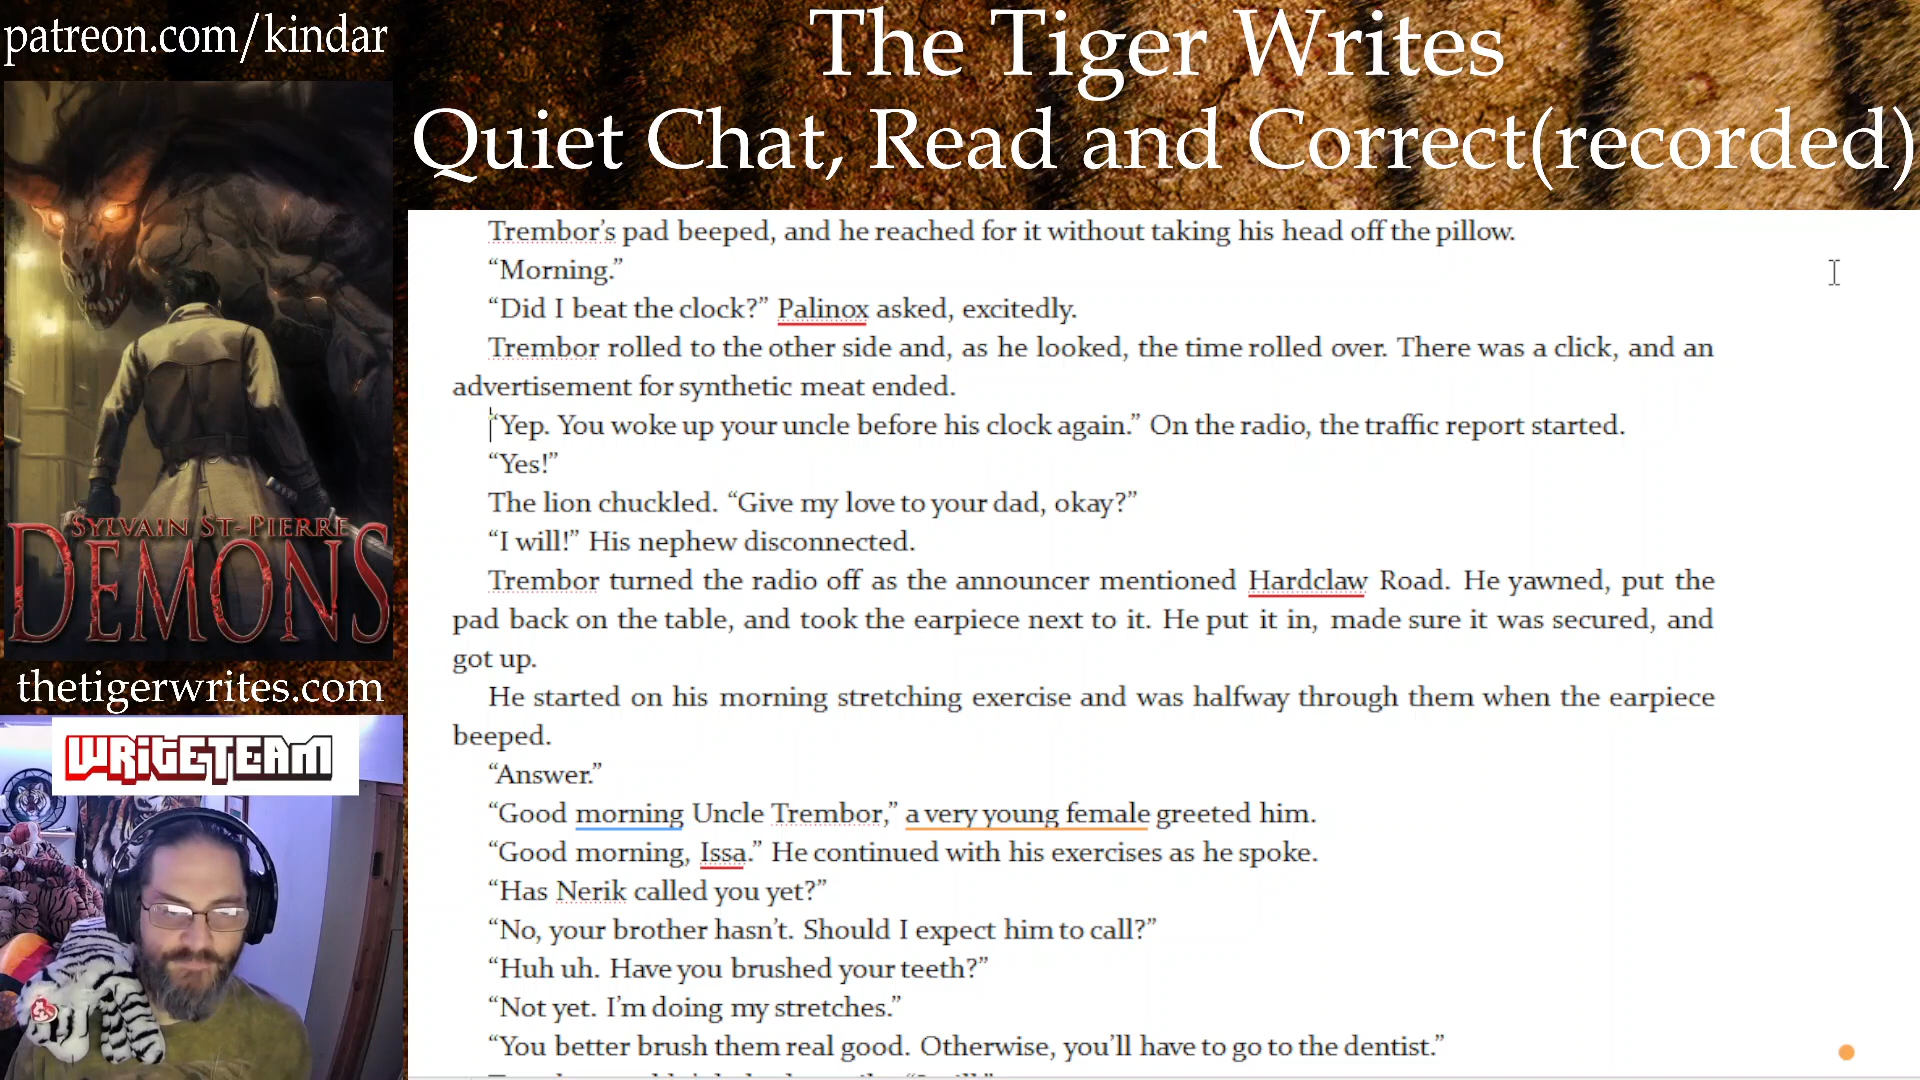 patreon.com/kindar
The Tiger Writes
Quiet Chat, Read and Correct(recorded)
SYLVAIN ST-PIERRE
DEMONS
thetigerwrites.com
WRITETEAM
Trembor's pad beeped, and he reached for it without taking his head off the pillow.
“Morning.”
“Did I beat the clock?” Palinox asked, excitedly.
Trembor rolled to the other side and, as he looked, the time rolled over. There was a click, and an
advertisement for synthetic meat ended.
“Yep. You woke up your uncle before his clock again.” On the radio, the traffic report started.
“Yes!”
The lion chuckled. “Give my love to your dad, okay?”
“I will!” His nephew disconnected.
Trembor turned the radio off as the announcer mentioned Hardclaw Road. He yawned, put the
pad back on the table, and took the earpiece next to it. He put it in, made sure it was secured, and
got up.
He started on his morning stretching exercise and was halfway through them when the earpiece
beeped.
“Answer.”
“Good morning Uncle Trembor,” a very young female greeted him.
“Good morning, Issa.” He continued with his exercises as he spoke.
“Has Nerik called you yet?”
“No, your brother hasn't. Should I expect him to call?”
“Huh uh. Have you brushed your teeth?”
“Not yet. I'm doing my stretches.”
“You better brush them real good. Otherwise, you'll have to go to the dentist.”